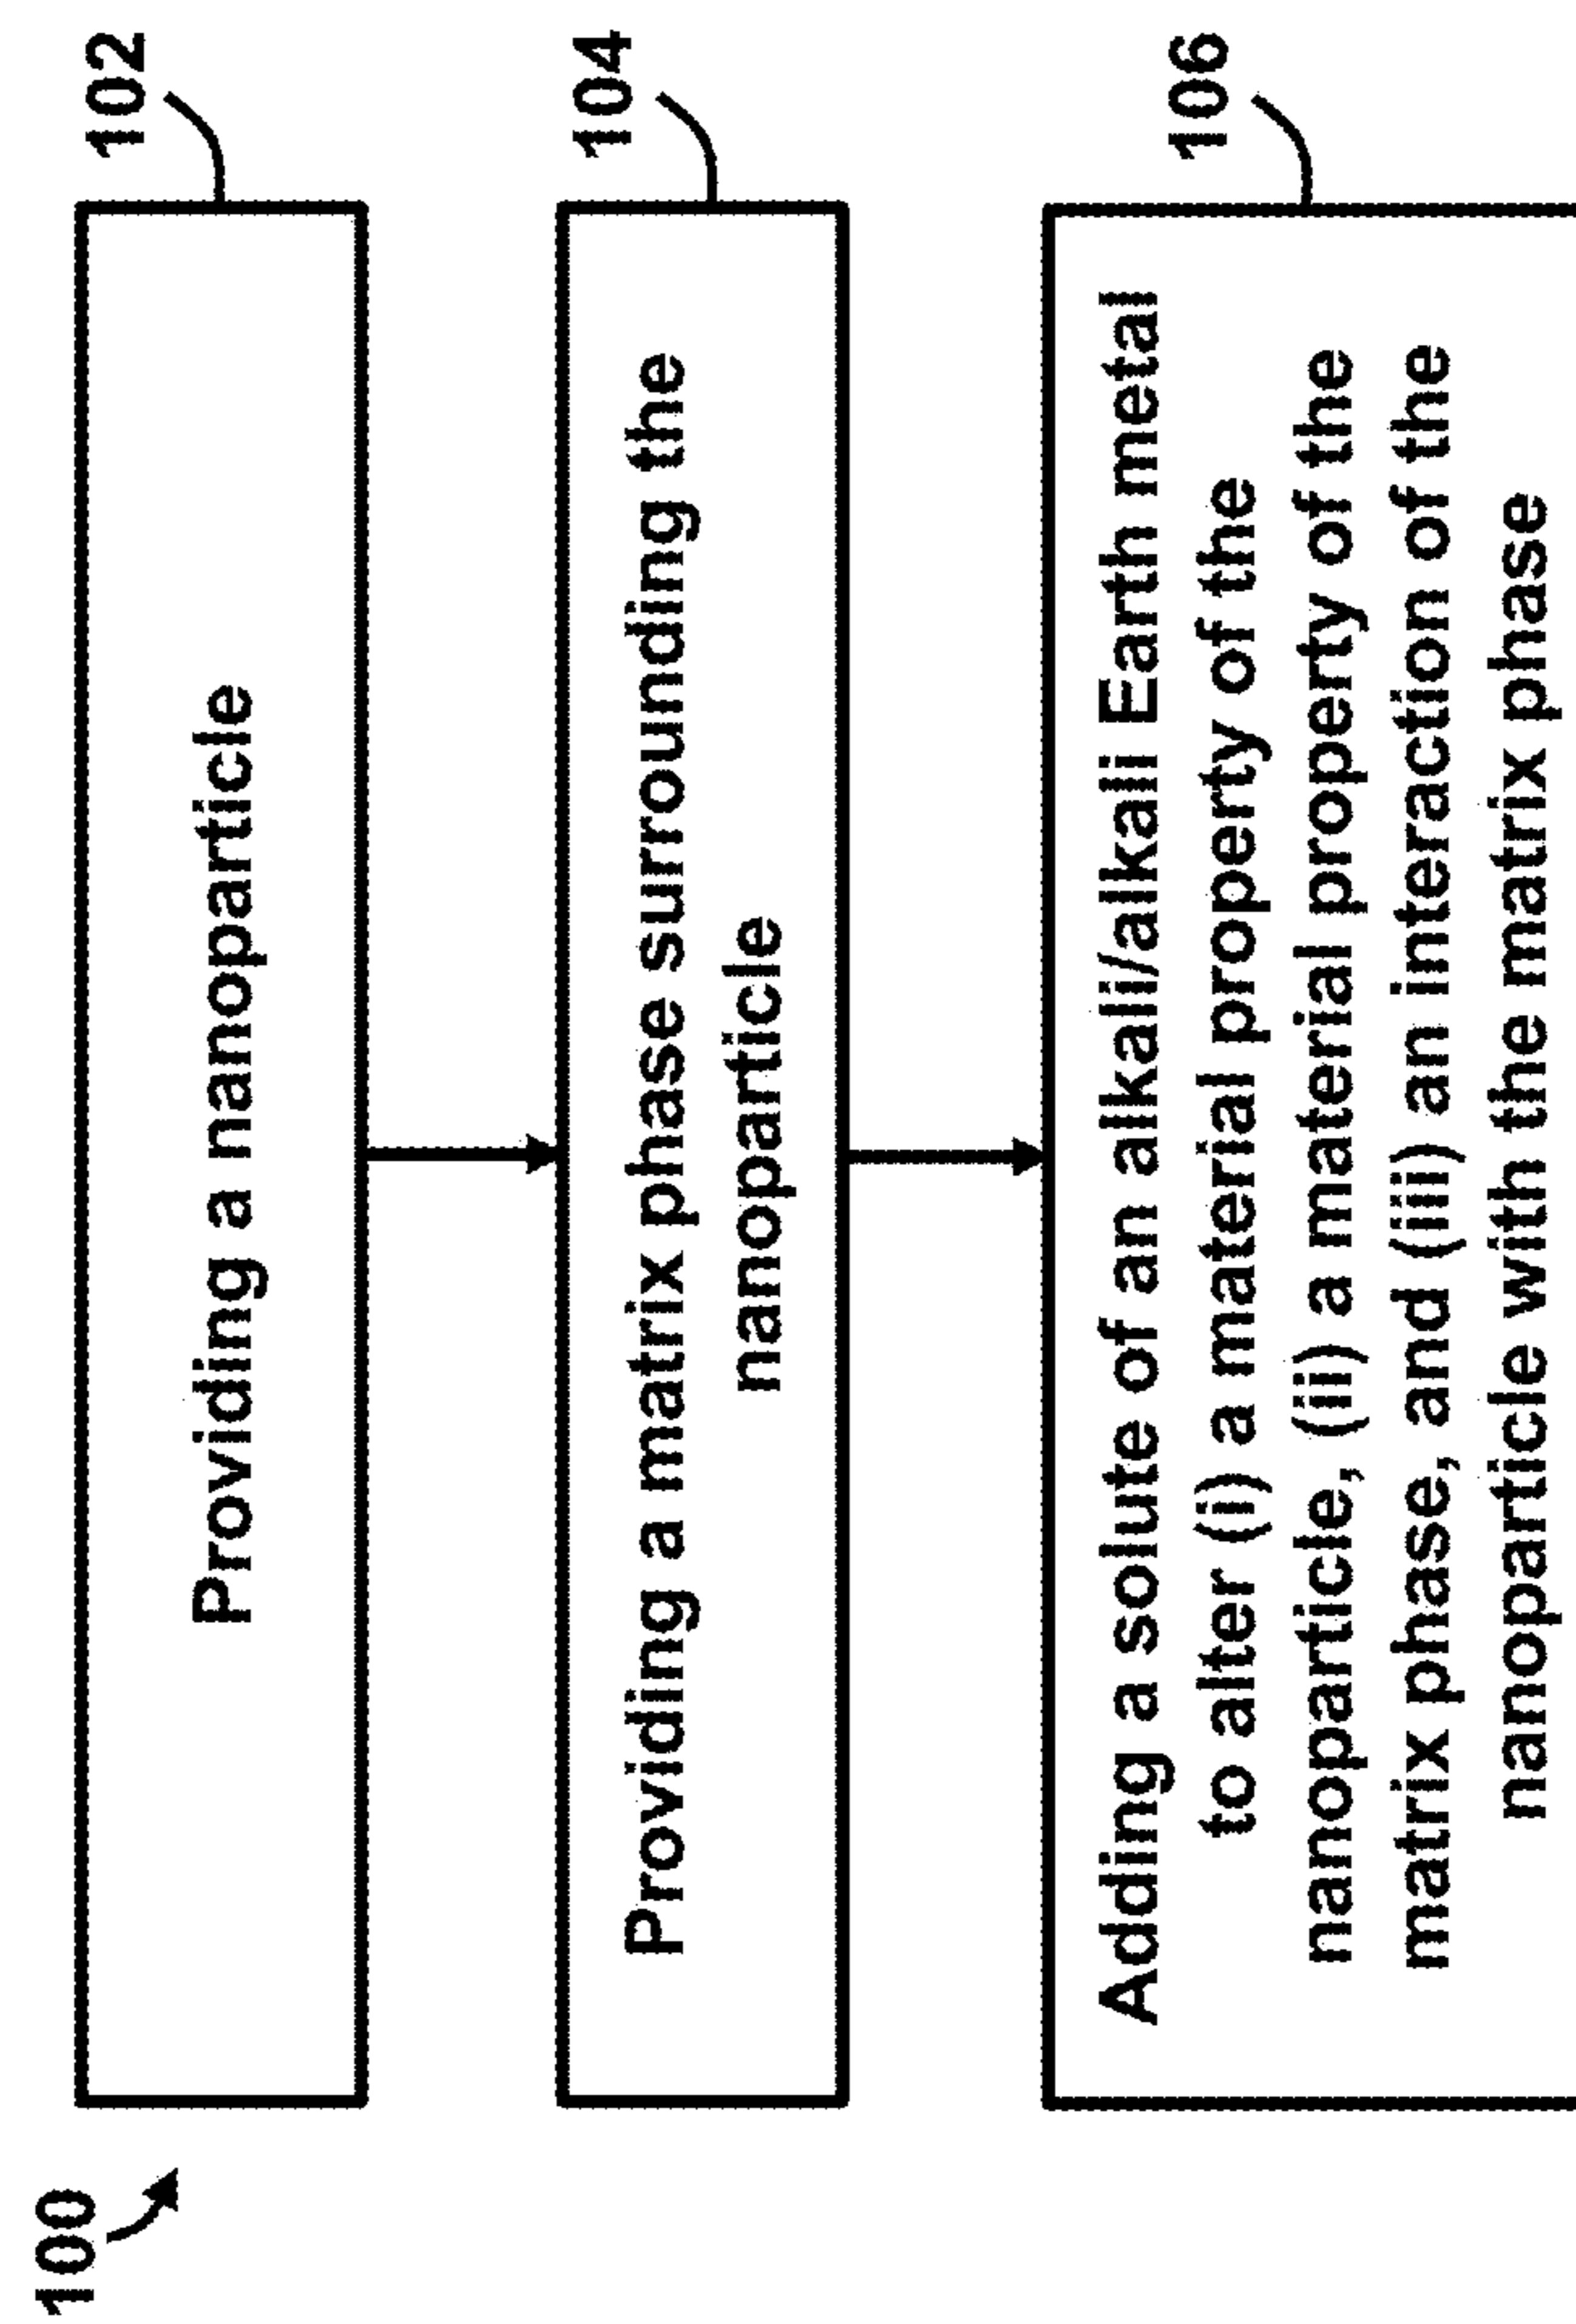 100
102
Providing a nanoparticle
104
Providing a matrix phase surrounding the
nanoparticle
106
Adding a solute of an alkali/alkali Earth metal
to alter (i) a material property of the
nanoparticle, (ii) a material property of the
matrix phase, and (iii) an interaction of the
nanoparticle with the matrix phase